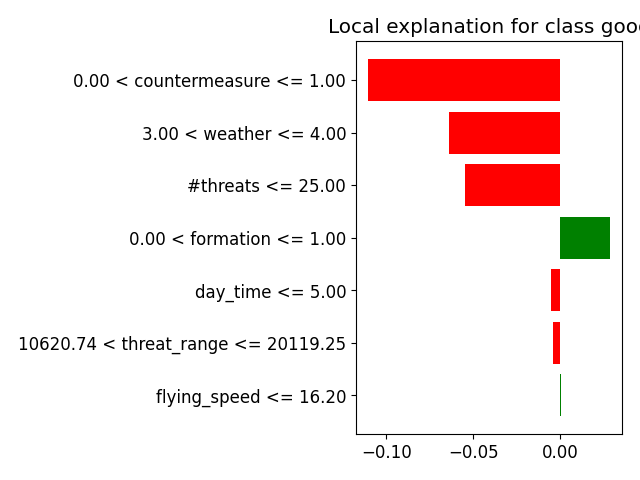 Local explanation for class good
0.00 < countermeasure <= 1.00
3.00 < weather <= 4.00
#threats <= 25.00
0.00 < formation <= 1.00
day_time <= 5.00
10620.74 < threat_range <= 20119.25
flying_speed <= 16.20
−0.10 −0.05 0.00